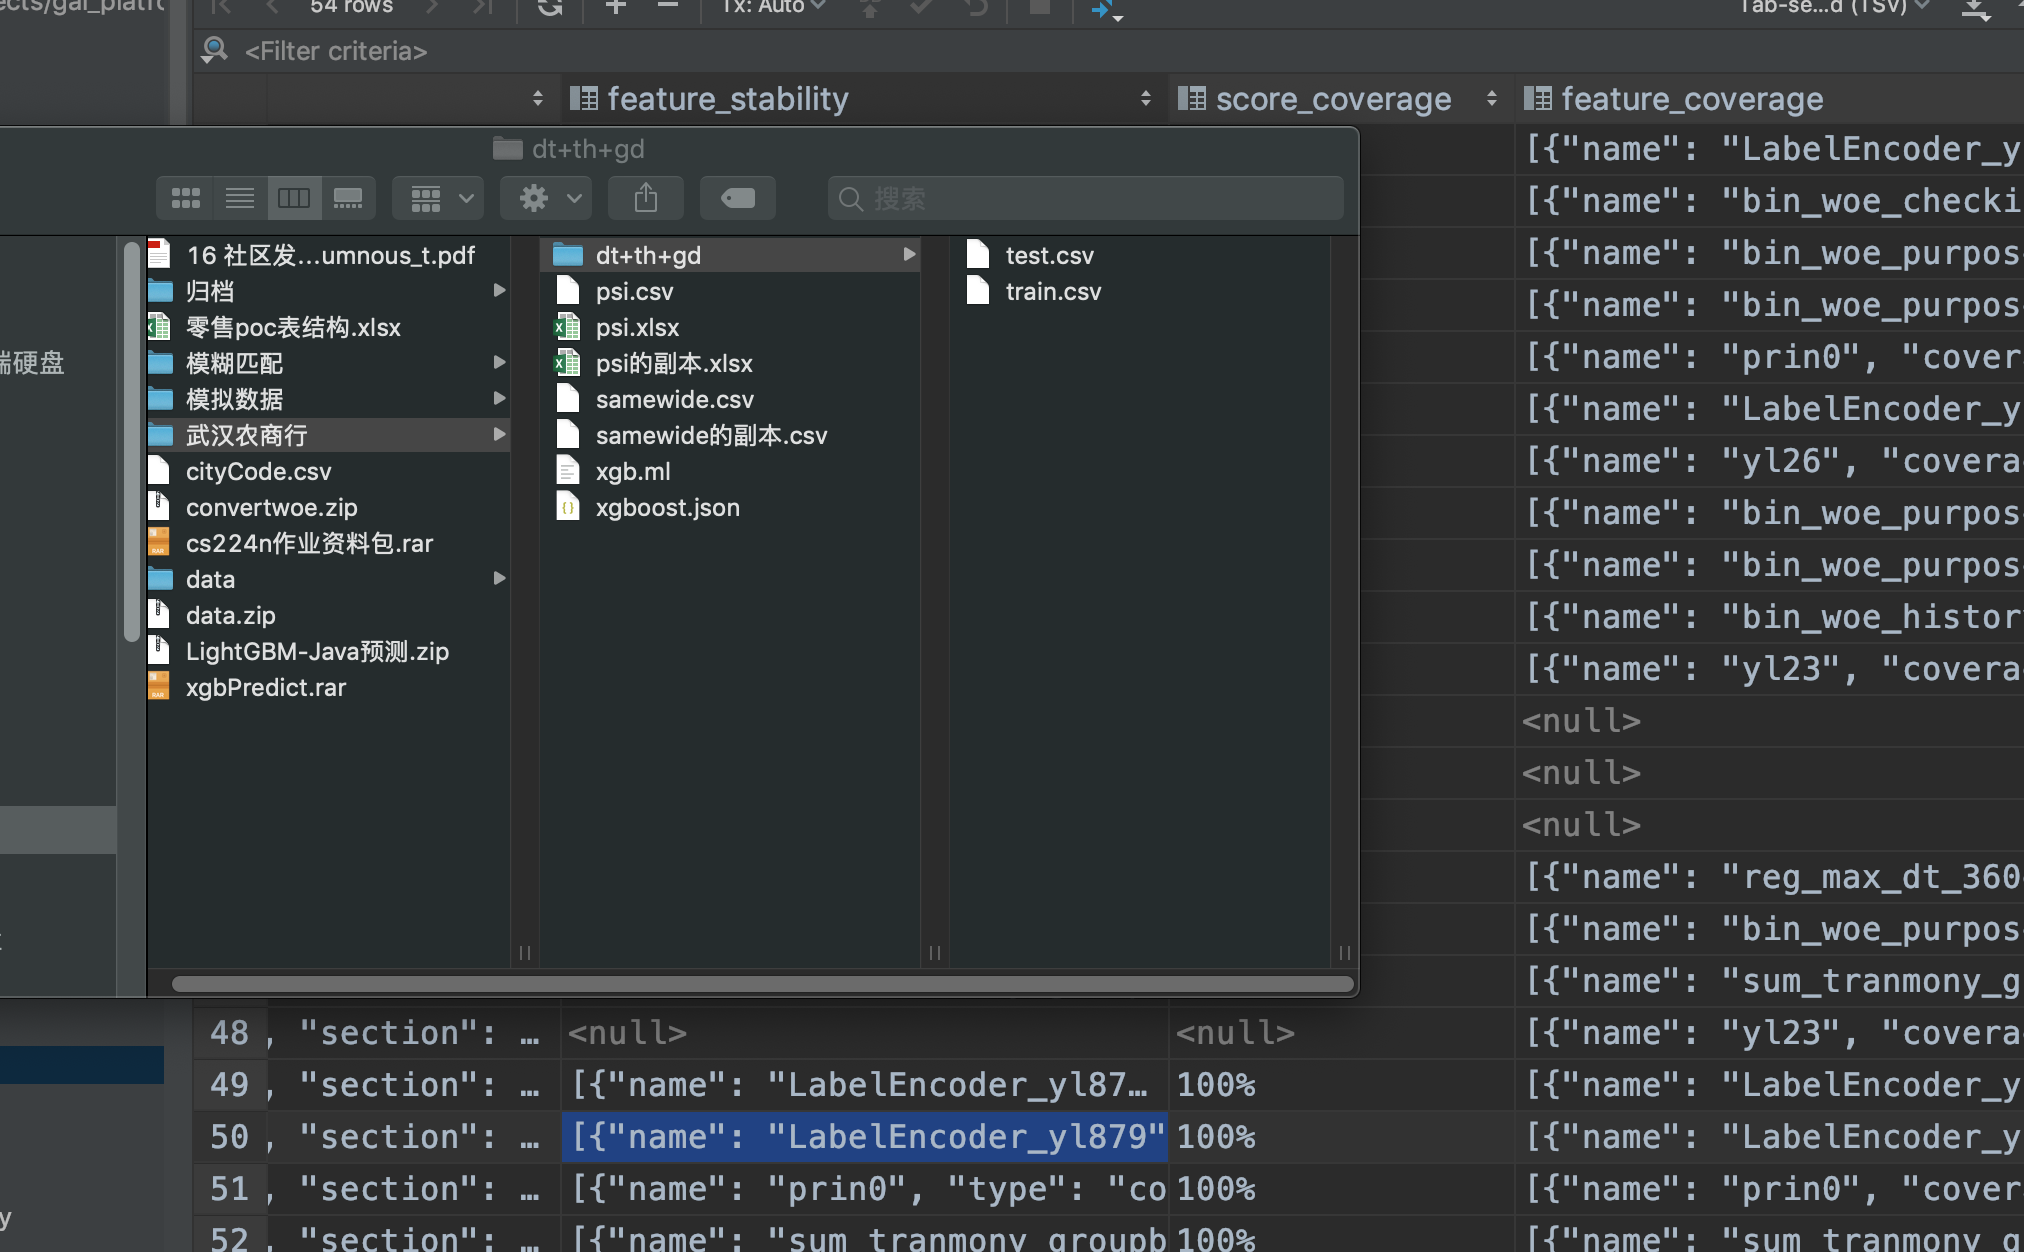 54 rows
Tx: Auto
Tab-se...d (TSV)
<Filter criteria>
feature_stability
score_coverage
feature_coverage
dt+th+gd
搜索
端硬盘
16 社区发...umnous_t.pdf
归档
零售poc表结构.xlsx
模糊匹配
模拟数据
武汉农商行
cityCode.csv
convertwoe.zip
cs224n作业资料包.rar
data
data.zip
LightGBM-Java预测.zip
xgbPredict.rar
dt+th+gd
psi.csv
psi.xlsx
psi的副本.xlsx
samewide.csv
samewide的副本.csv
xgb.ml
xgboost.json
test.csv
train.csv
[{"name": "LabelEncoder_y
[{"name": "bin_woe_checki
[{"name": "bin_woe_purpos
[{"name": "bin_woe_purpos
[{"name": "prin0", "cover
[{"name": "LabelEncoder_y
[{"name": "yl26", "covera
[{"name": "bin_woe_purpos
[{"name": "bin_woe_purpos
[{"name": "bin_woe_histor
[{"name": "yl23", "covera
<null>
<null>
<null>
[{"name": "reg_max_dt_360
[{"name": "bin_woe_purpos
[{"name": "sum_tranmony_g
48 , "section": … <null> <null> [{"name": "yl23", "covera
49 , "section": … [{"name": "LabelEncoder_yl87… 100% [{"name": "LabelEncoder_y
50 , "section": … [{"name": "LabelEncoder_yl879" 100% [{"name": "LabelEncoder_y
51 , "section": … [{"name": "prin0", "type": "co 100% [{"name": "prin0", "cover
52 , "section": … [{"name": "sum_tranmony_groupb 100% [{"name": "sum_tranmony_g